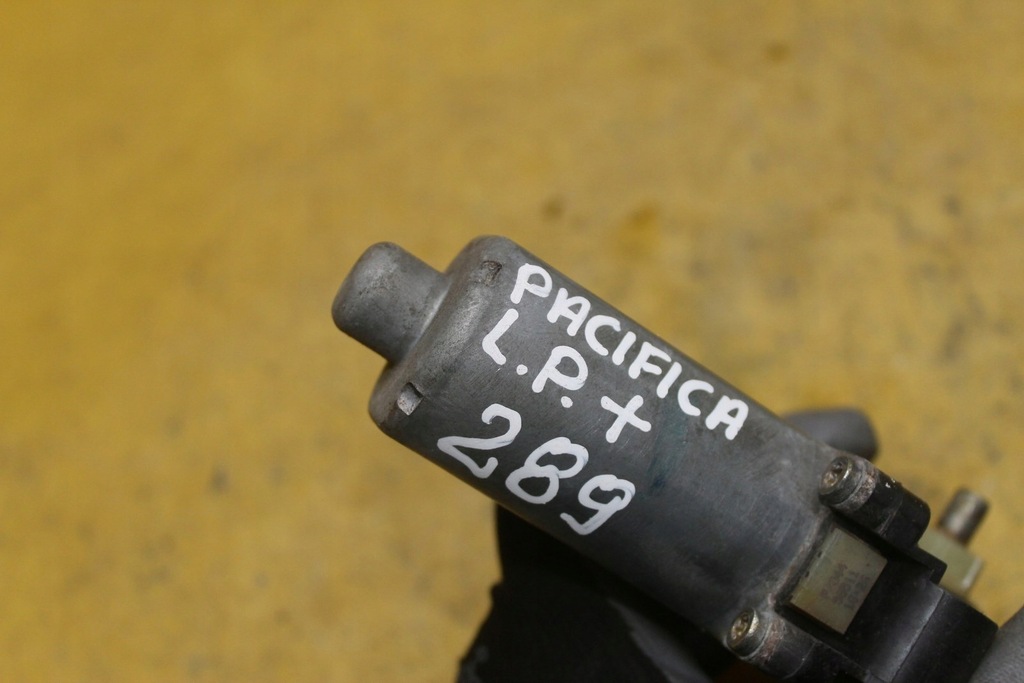 PACIFICA
L.P. +
289